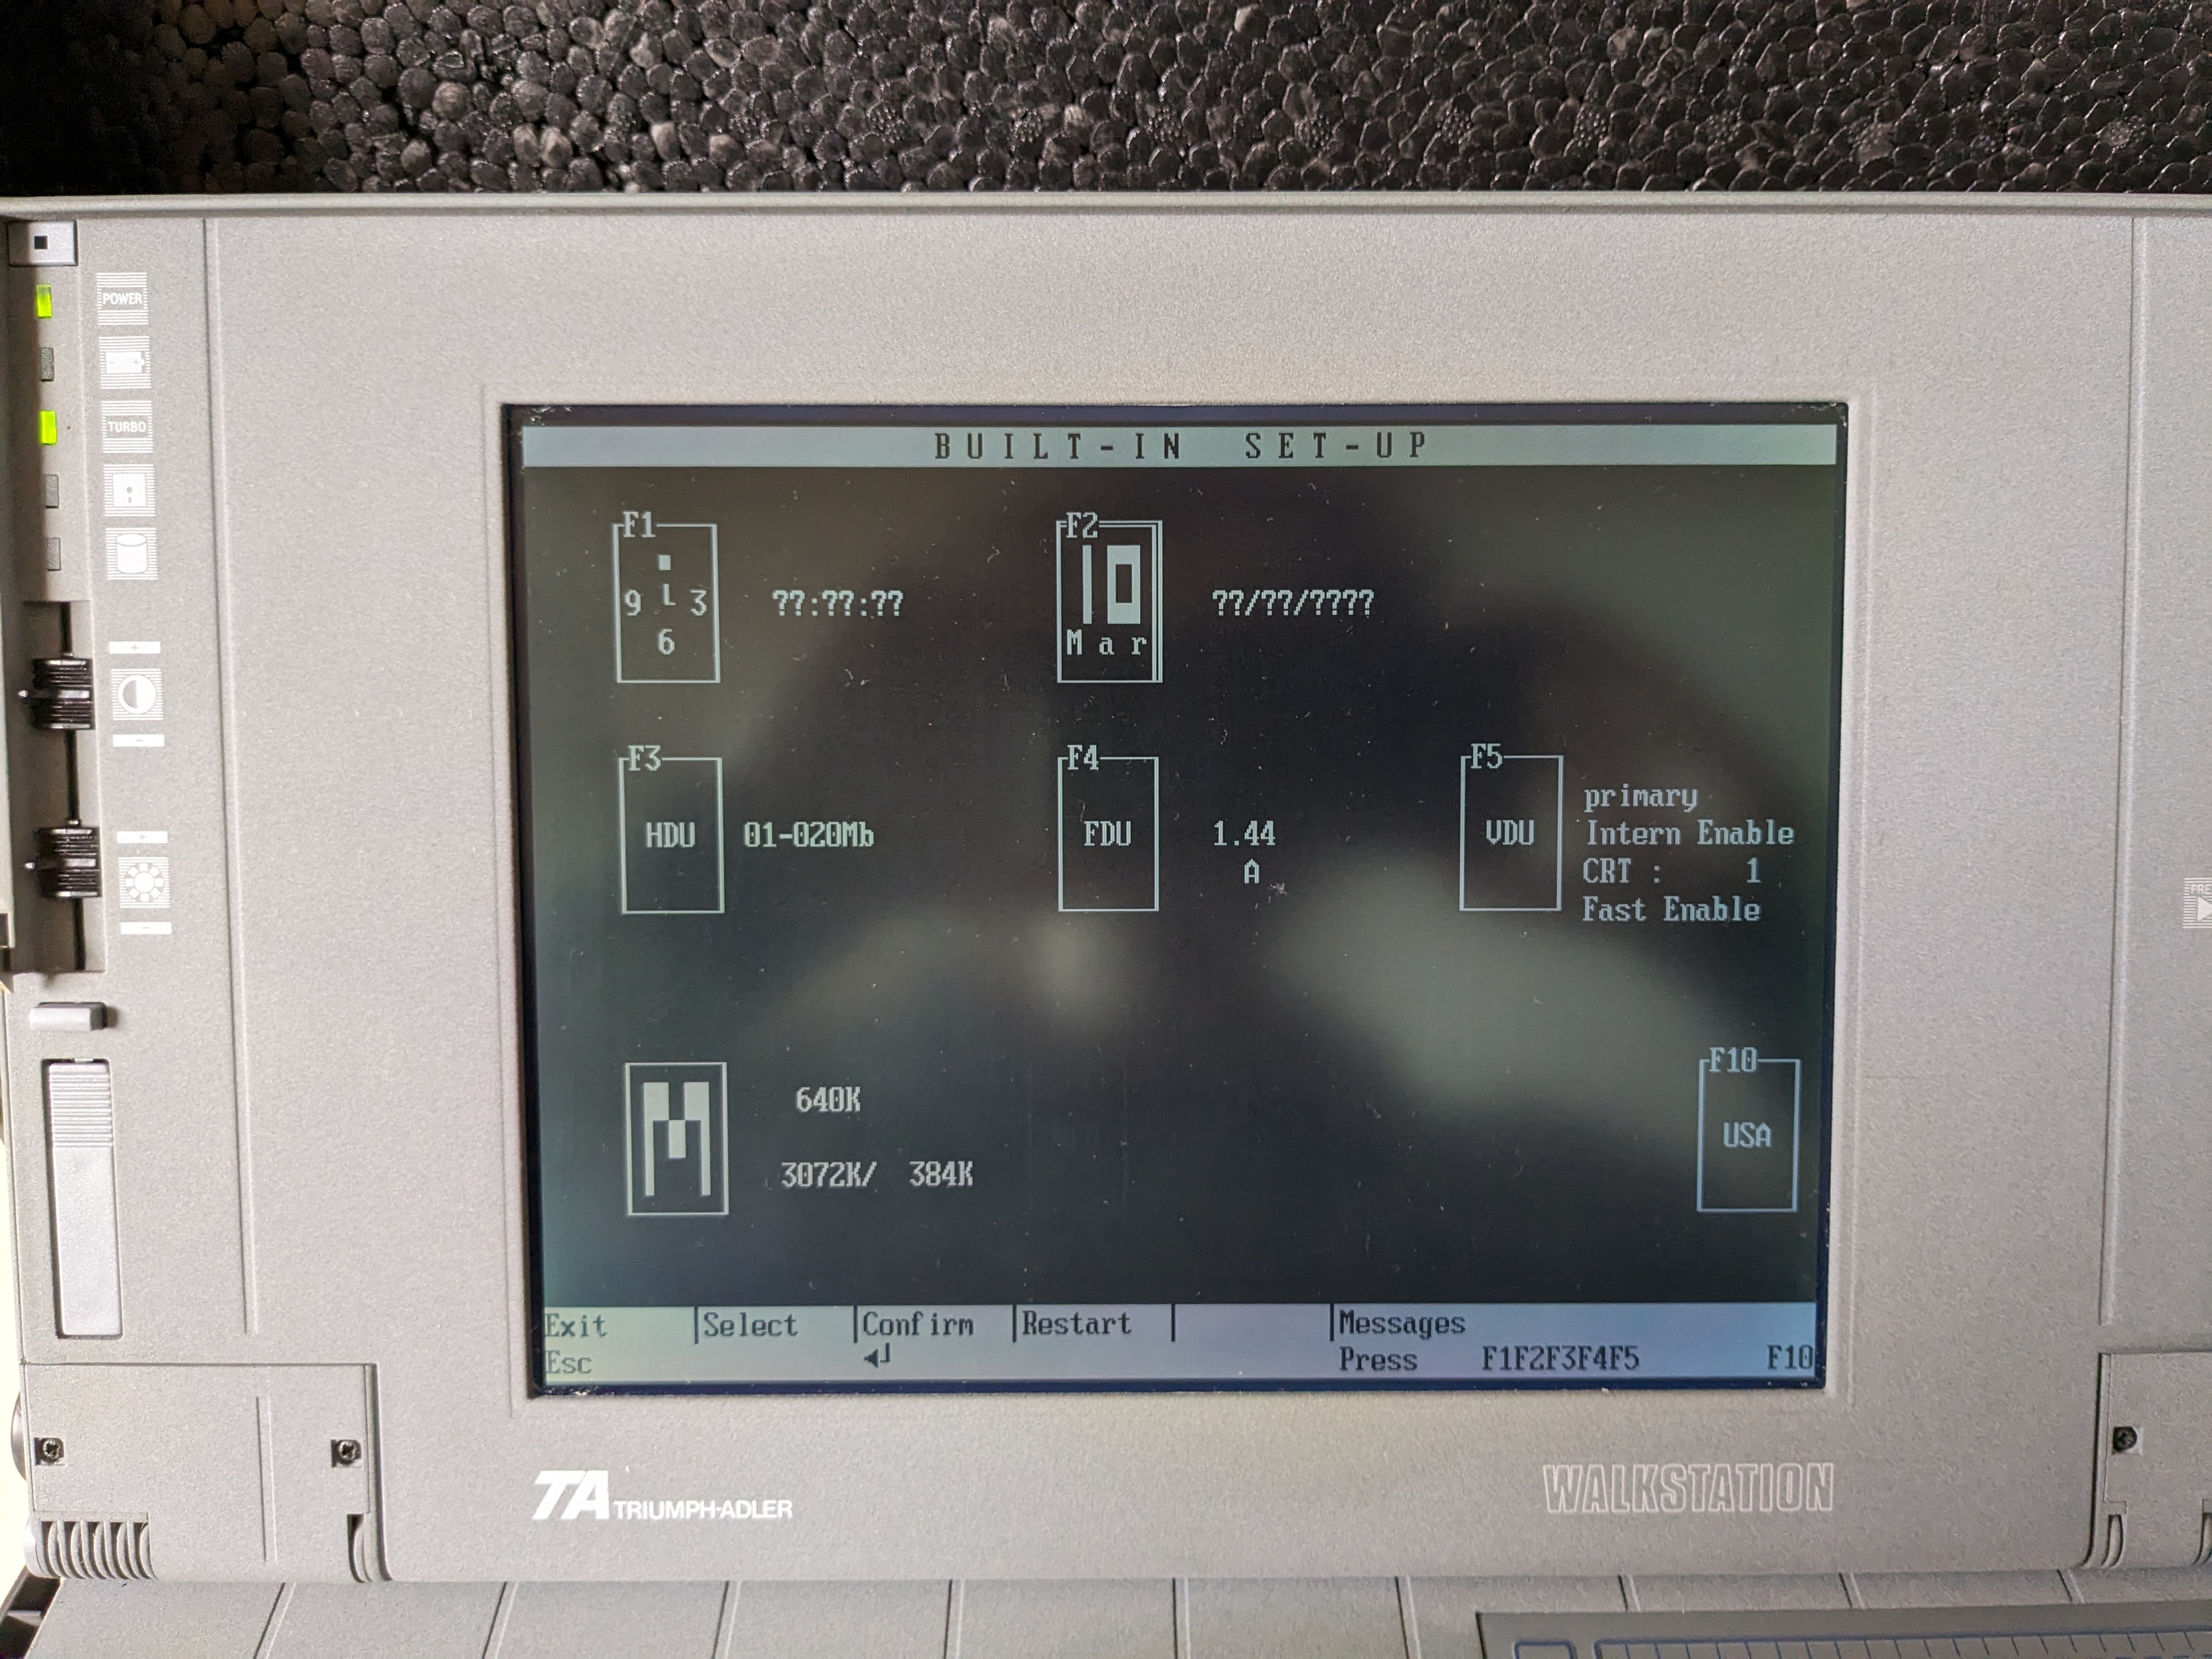 POWER
TURBO
BUILT-IN SET-UP
F1
9 3
6
??:??:??
F2
10
Mar
??/??/????
F3
HDU
01-020Mb
F4
FDU
1.44
A
F5
VDU
primary
Intern Enable
CRT : 1
Fast Enable
M
640K
3072K/ 384K
F10
USA
Exit Select Confirm Restart Messages
Esc Press F1F2F3F4F5 F10
TA TRIUMPH-ADLER
WALKSTATION